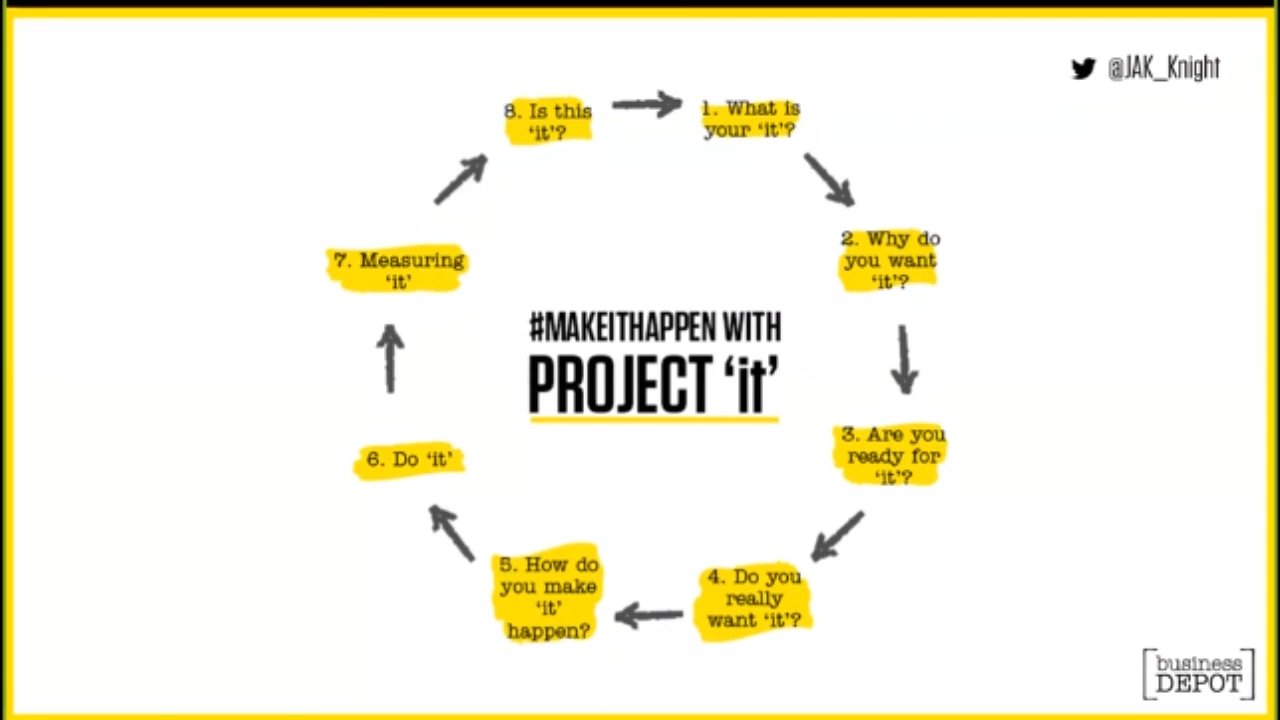 @JAK_Knight
8. Is this
‘it’?
1. What is
your ‘it’?
2. Why do
you want
‘it’?
3. Are you
ready for
‘it’?
4. Do you
really
want ‘it’?
5. How do
you make
‘it’
happen?
6. Do ‘it’
7. Measuring
‘it’
#MAKEITHAPPEN WITH
PROJECT ‘it’
business
DEPOT